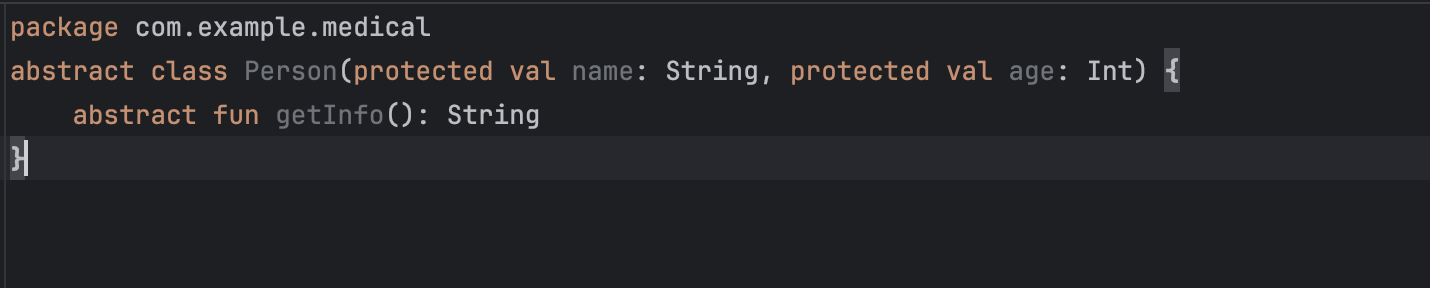 package com.example.medical
abstract class Person(protected val name: String, protected val age: Int) {
    abstract fun getInfo(): String
}